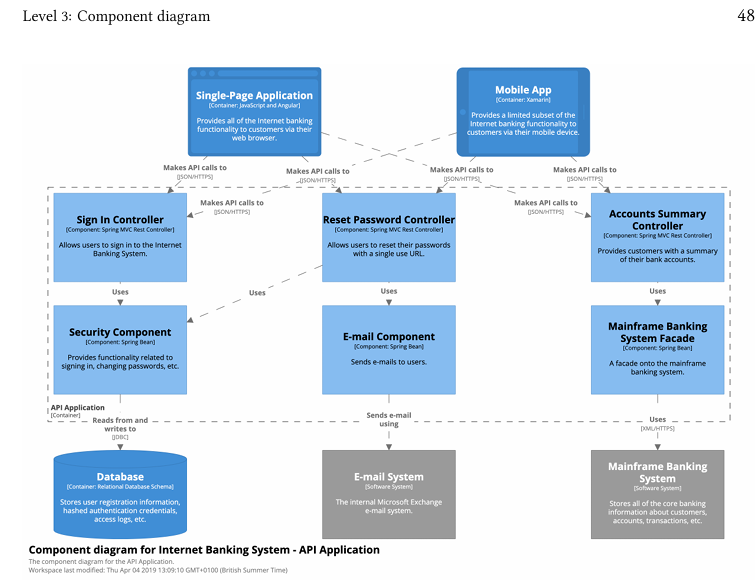 Level 3: Component diagram
48
Single-Page Application
[Container: JavaScript and Angular]
Provides all of the Internet banking
functionality to customers via their
web browser.
Mobile App
[Container: Xamarin]
Provides a limited subset of the
Internet banking functionality to
customers via their mobile device.
Makes API calls to
[JSON/HTTPS]
Makes API calls to
[JSON/HTTPS]
Makes API calls to
[JSON/HTTPS]
Makes API calls to
[JSON/HTTPS]
Makes API calls to
[JSON/HTTPS]
Makes API calls to
[JSON/HTTPS]
Sign In Controller
[Component: Spring MVC Rest Controller]
Allows users to sign in to the Internet
Banking System.
Reset Password Controller
[Component: Spring MVC Rest Controller]
Allows users to reset their passwords
with a single use URL.
Accounts Summary
Controller
[Component: Spring MVC Rest Controller]
Provides customers with a summary
of their bank accounts.
Uses
Uses
Uses
Uses
Security Component
[Component: Spring Bean]
Provides functionality related to
signing in, changing passwords, etc.
E-mail Component
[Component: Spring Bean]
Sends e-mails to users.
Mainframe Banking
System Facade
[Component: Spring Bean]
A facade onto the mainframe
banking system.
API Application
[Container]
Reads from and
writes to
[JDBC]
Sends e-mail
using
Uses
[XML/HTTPS]
Database
[Container: Relational Database Schema]
Stores user registration information,
hashed authentication credentials,
access logs, etc.
E-mail System
[Software System]
The internal Microsoft Exchange
e-mail system.
Mainframe Banking
System
[Software System]
Stores all of the core banking
information about customers,
accounts, transactions, etc.
Component diagram for Internet Banking System - API Application
The component diagram for the API Application.
Workspace last modified: Thu Apr 04 2019 13:09:10 GMT+0100 (British Summer Time)